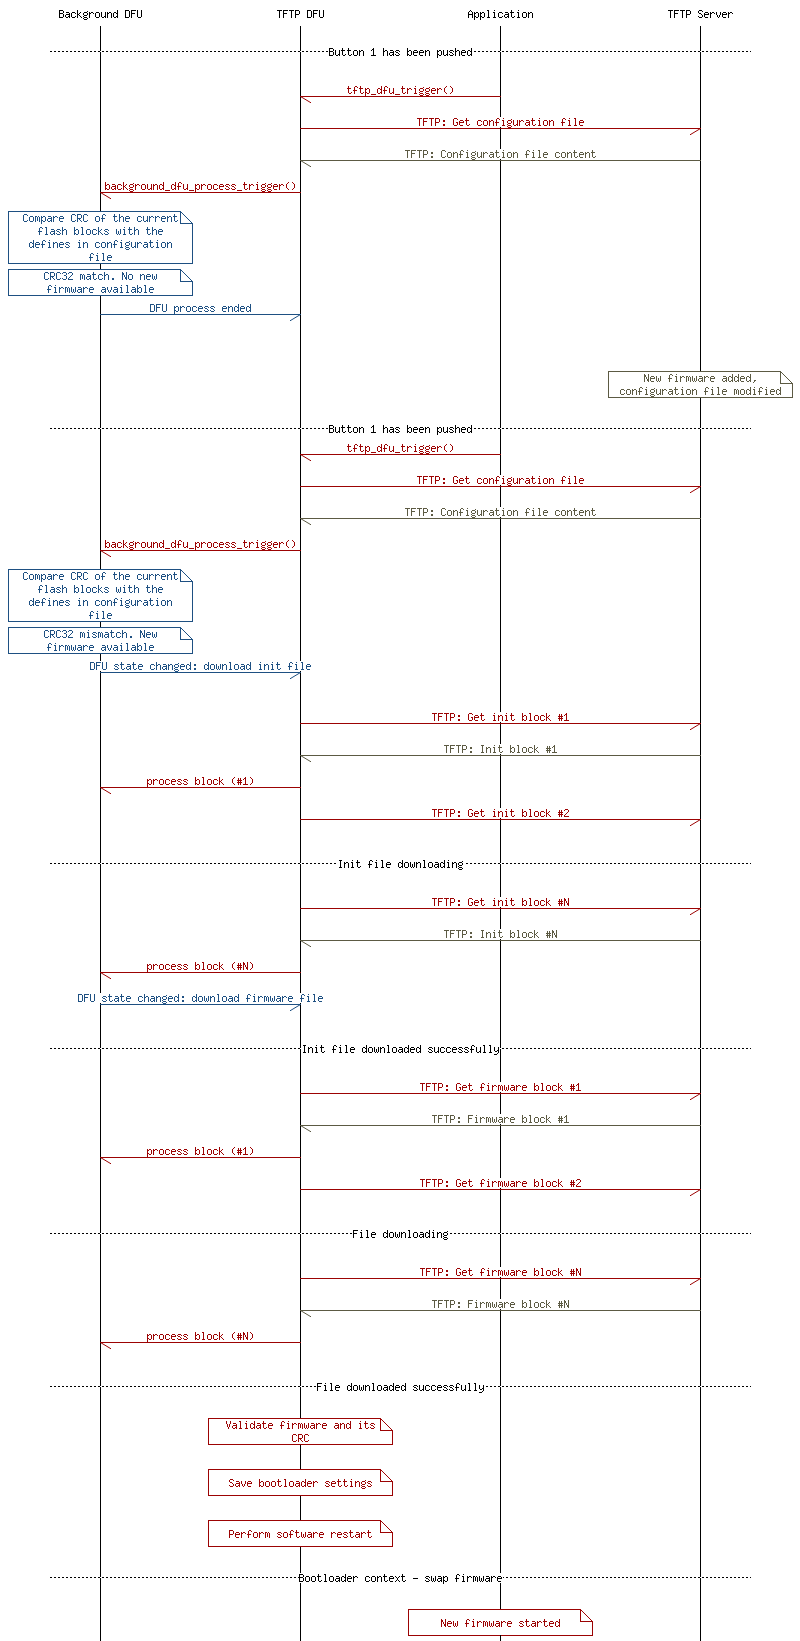 Background DFU TFTP DFU Application TFTP Server
Button 1 has been pushed
tftp_dfu_trigger()
TFTP: Get configuration file
TFTP: Configuration file content
background_dfu_process_trigger()
Compare CRC of the current
flash blocks with the
defines in configuration
file
CRC32 match. No new
firmware available
DFU process ended
New firmware added,
configuration file modified
Button 1 has been pushed
tftp_dfu_trigger()
TFTP: Get configuration file
TFTP: Configuration file content
background_dfu_process_trigger()
Compare CRC of the current
flash blocks with the
defines in configuration
file
CRC32 mismatch. New
firmware available
DFU state changed: download init file
TFTP: Get init block #1
TFTP: Init block #1
process block (#1)
TFTP: Get init block #2
Init file downloading
TFTP: Get init block #N
TFTP: Init block #N
process block (#N)
DFU state changed: download firmware file
Init file downloaded successfully
TFTP: Get firmware block #1
TFTP: Firmware block #1
process block (#1)
TFTP: Get firmware block #2
File downloading
TFTP: Get firmware block #N
TFTP: Firmware block #N
process block (#N)
File downloaded successfully
Validate firmware and its
CRC
Save bootloader settings
Perform software restart
Bootloader context - swap firmware
New firmware started